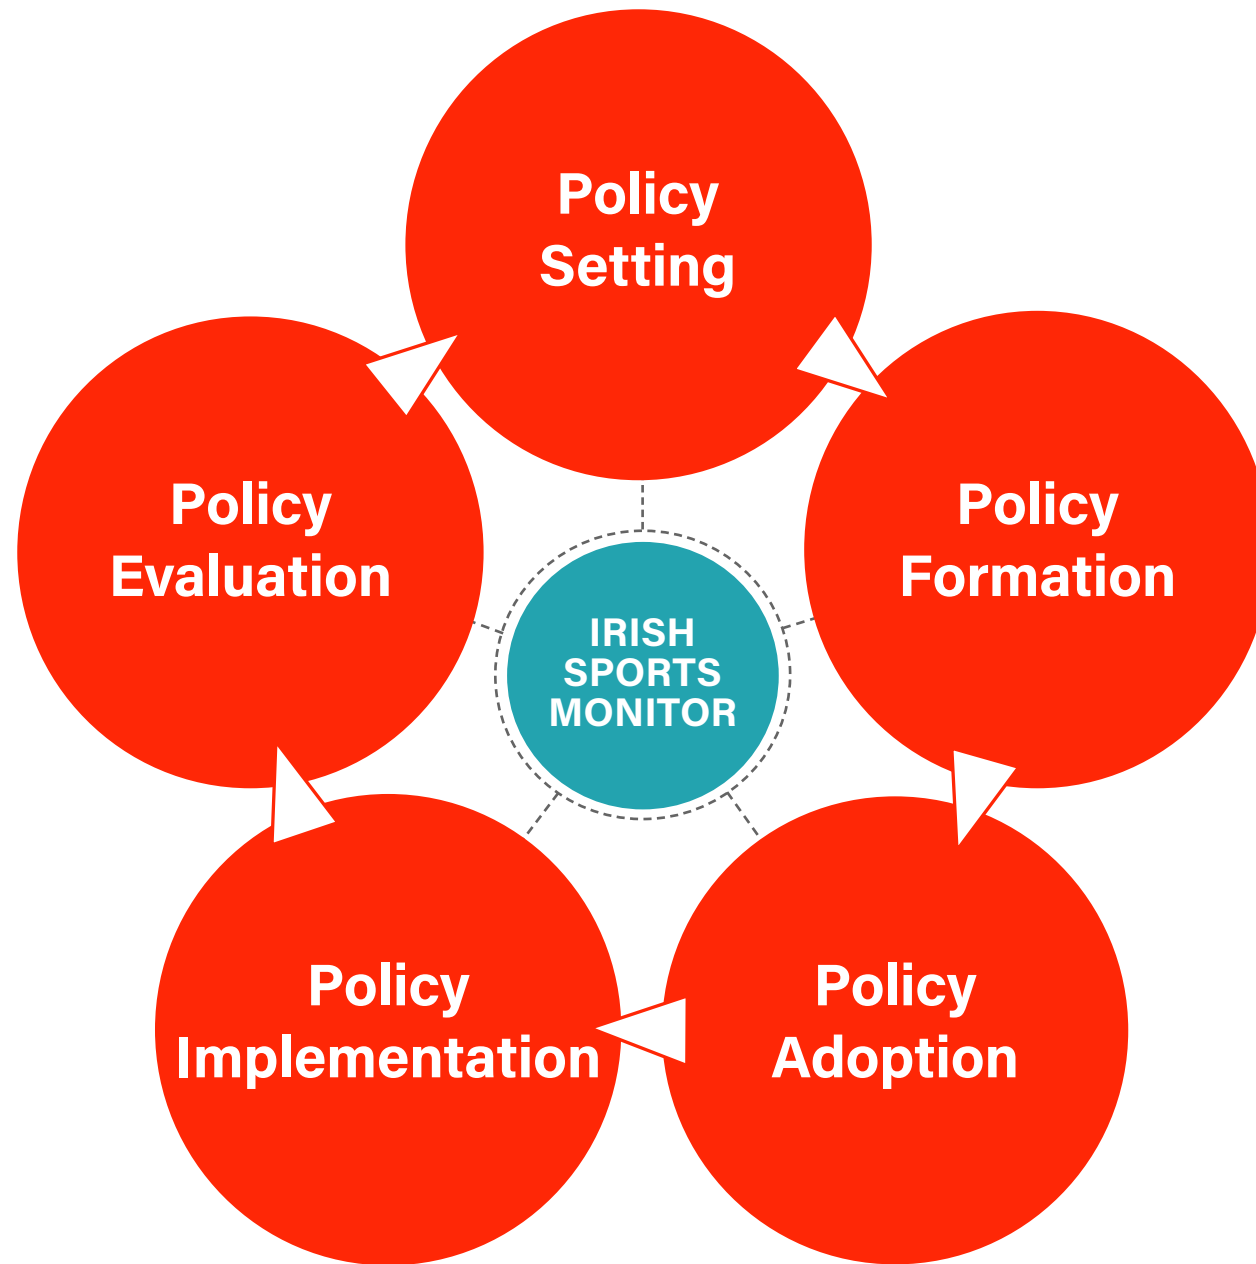 Policy
Setting
Policy
Formation
Policy
Adoption
Policy
Implementation
Policy
Evaluation
IRISH
SPORTS
MONITOR